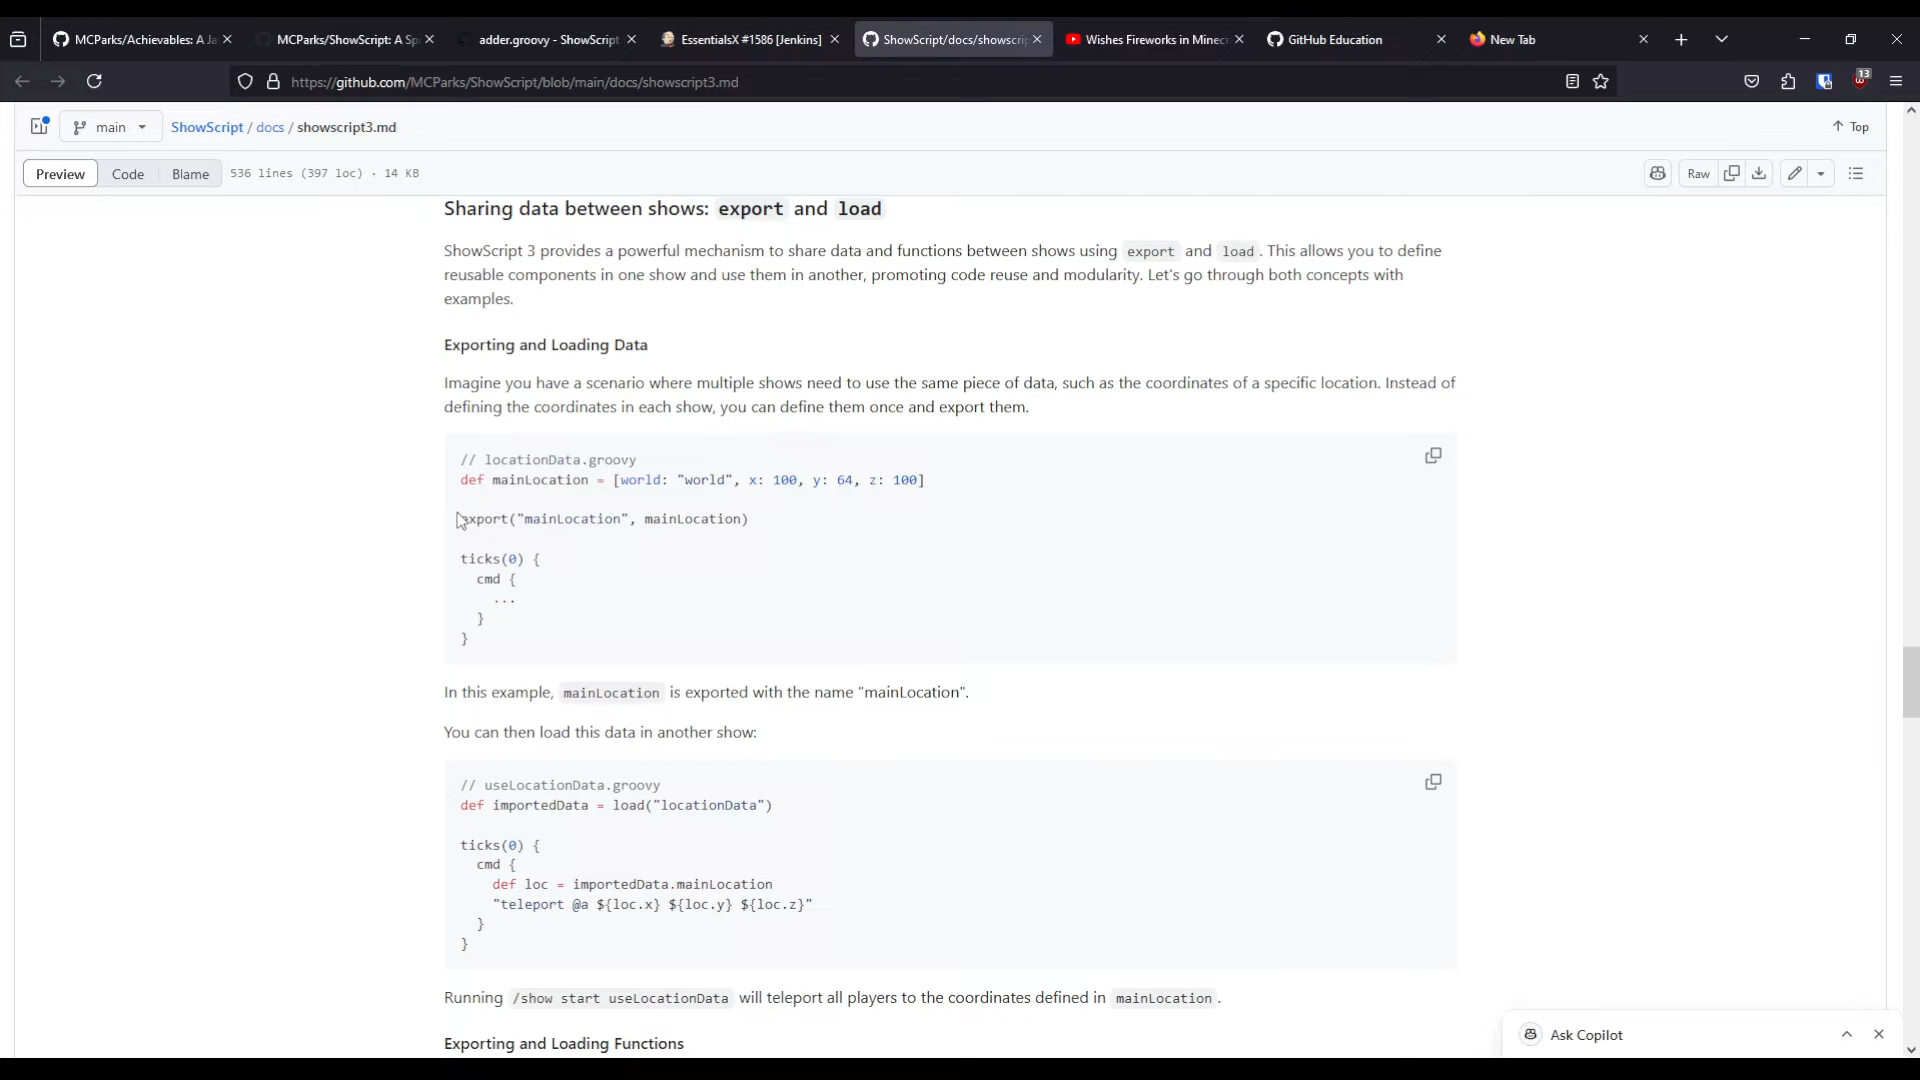 MCParks/Achievables: A Ja
MCParks/ShowScript: A Sp
adder.groovy - ShowScript
EssentialsX #1586 [Jenkins]
ShowScript/docs/showscri
Wishes Fireworks in Minec
GitHub Education
New Tab
https://github.com/MCParks/ShowScript/blob/main/docs/showscript3.md
13
main
ShowScript / docs / showscript3.md
Top
Preview
Code
Blame
536 lines (397 loc) · 14 KB
Raw
Sharing data between shows: export and load
ShowScript 3 provides a powerful mechanism to share data and functions between shows using export and load. This allows you to define
reusable components in one show and use them in another, promoting code reuse and modularity. Let's go through both concepts with
examples.
Exporting and Loading Data
Imagine you have a scenario where multiple shows need to use the same piece of data, such as the coordinates of a specific location. Instead of
defining the coordinates in each show, you can define them once and export them.
// locationData.groovy
def mainLocation = [world: "world", x: 100, y: 64, z: 100]
export("mainLocation", mainLocation)
ticks(0) {
cmd {
...
}
}
In this example, mainLocation is exported with the name "mainLocation".
You can then load this data in another show:
// useLocationData.groovy
def importedData = load("locationData")
ticks(0) {
cmd {
def loc = importedData.mainLocation
"teleport @a ${loc.x} ${loc.y} ${loc.z}"
}
}
Running /show start useLocationData will teleport all players to the coordinates defined in mainLocation.
Exporting and Loading Functions
Ask Copilot